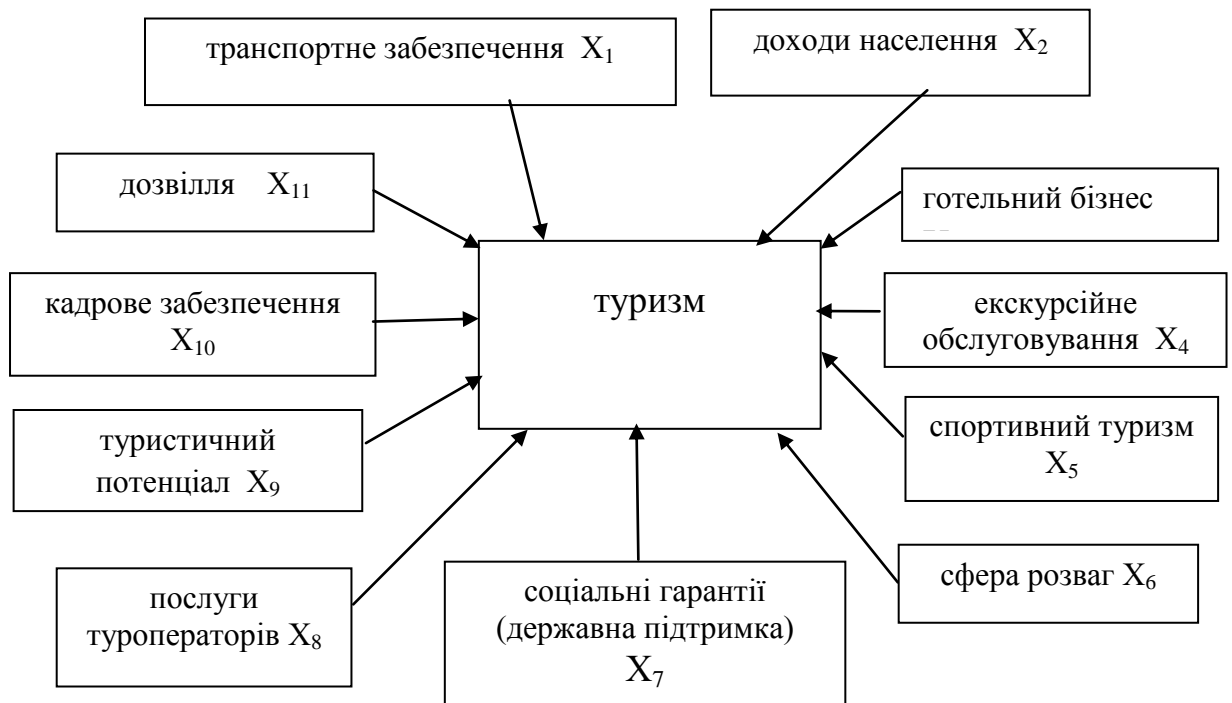 транспортне забезпечення X₁
доходи населення X₂
дозвілля X₁₁
готельний бізнес
кадрове забезпечення
X₁₀
туризм
екскурсійне
обслуговування X₄
туристичний
потенціал X₉
спортивний туризм
X₅
послуги
туроператорів X₈
соціальні гарантії
(державна підтримка)
X₇
сфера розваг X₆